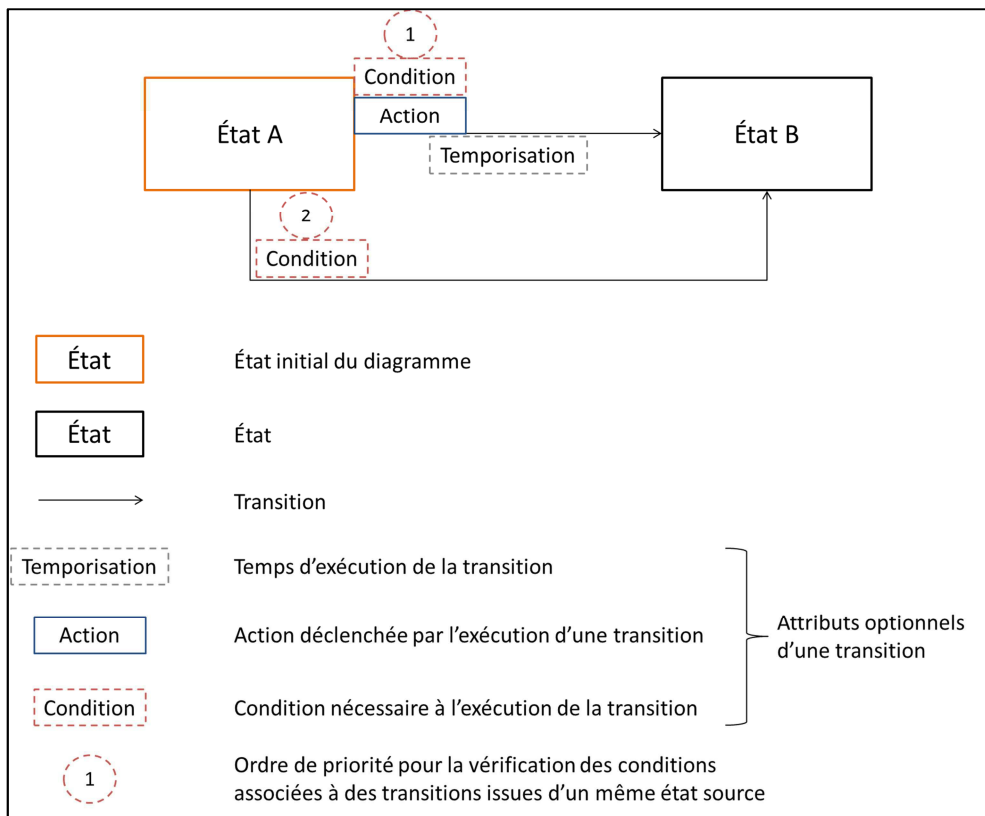 1
Condition
État A
Action
Temporisation
État B
2
Condition
État
État initial du diagramme
État
État
Transition
Temporisation
Temps d’exécution de la transition
Action
Action déclenchée par l’exécution d’une transition
Attributs optionnels
d’une transition
Condition
Condition nécessaire à l’exécution de la transition
1
Ordre de priorité pour la vérification des conditions
associées à des transitions issues d’un même état source